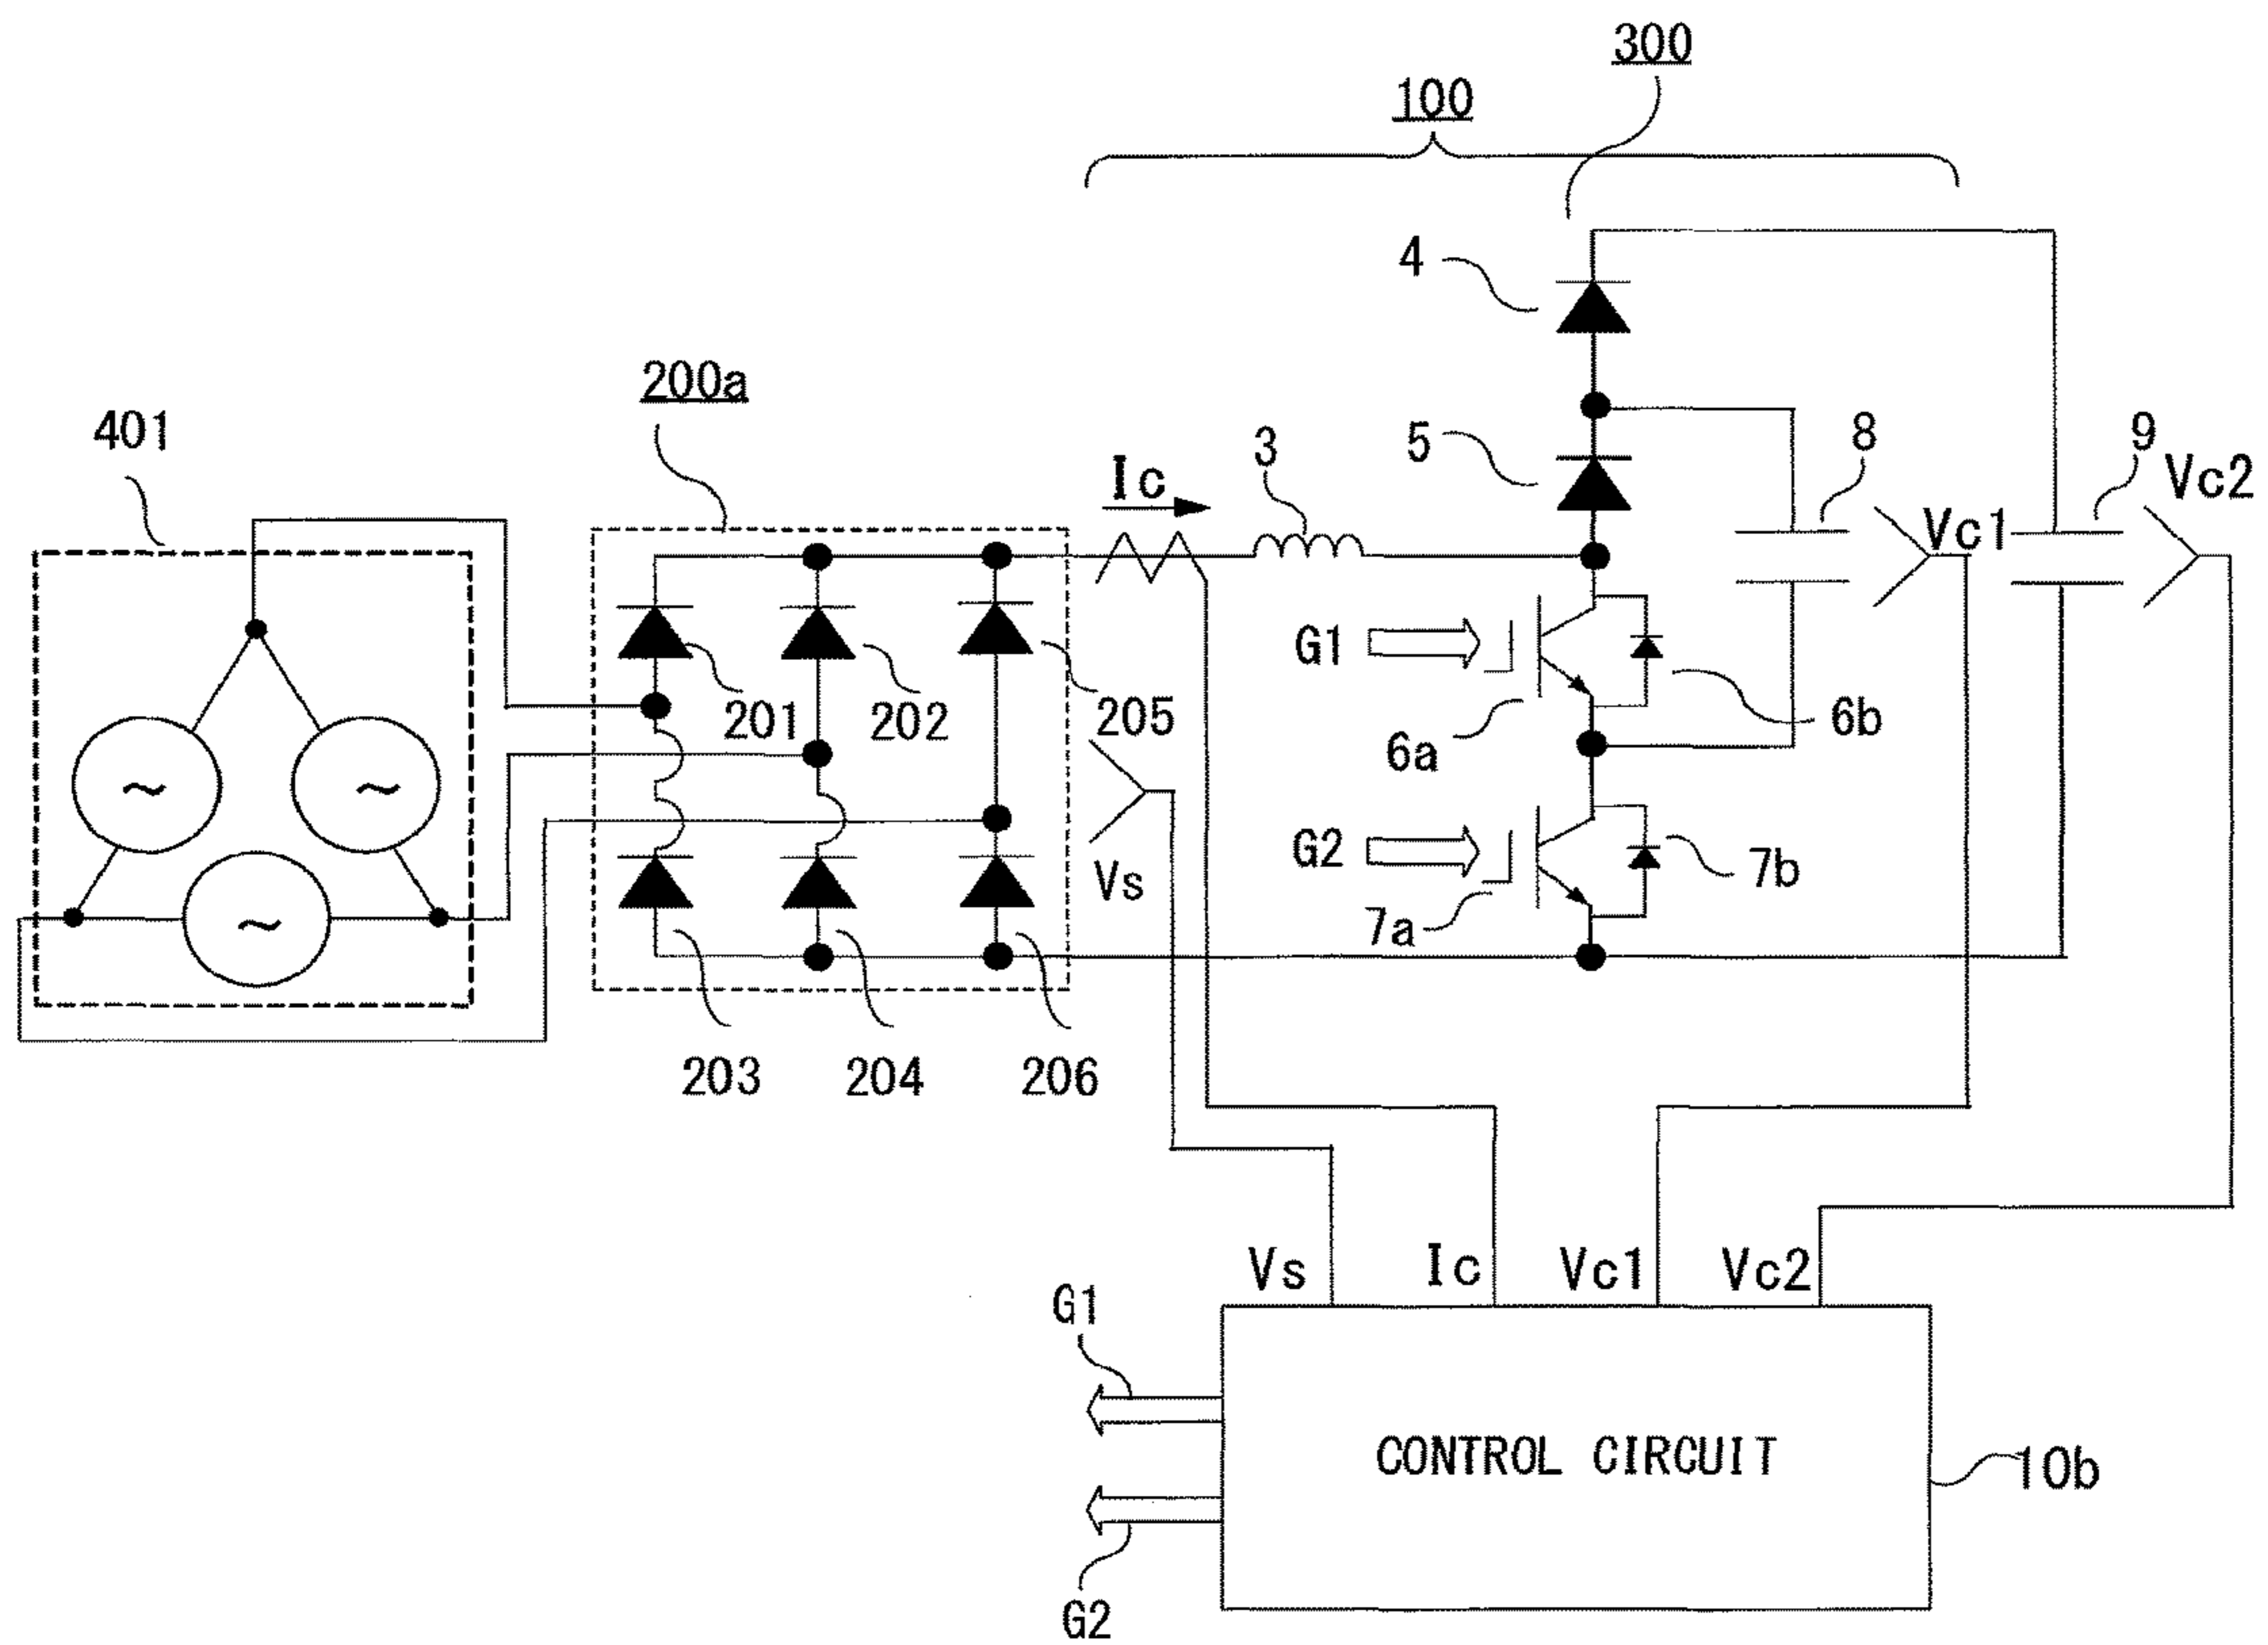 300
100
4
200a
401
5
3
8
9
Ic
Vc2
Vc1
G1
201
202
205
6b
6a
G2
Vs
7b
7a
203
204
206
Vs
Ic
Vc1
Vc2
G1
CONTROL CIRCUIT
10b
G2